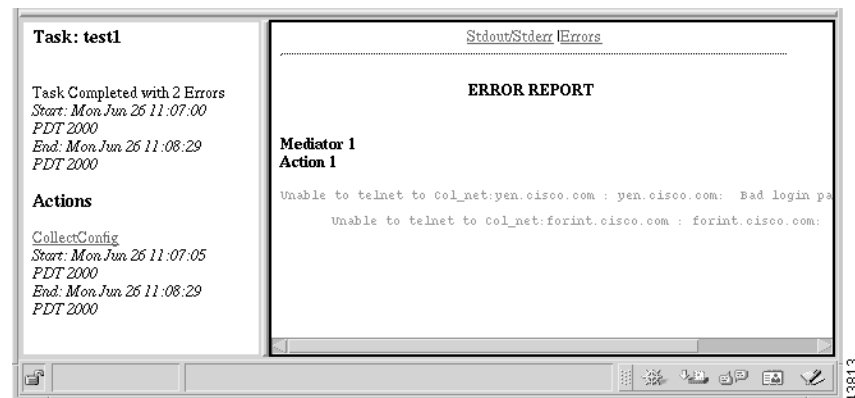 Task: test1
Task Completed with 2 Errors
Start: Mon Jun 26 11:07:00
PDT 2000
End: Mon Jun 26 11:08:29
PDT 2000
Actions
CollectConfig
Start: Mon Jun 26 11:07:05
PDT 2000
End: Mon Jun 26 11:08:29
PDT 2000
Stdout/Stderr |Errors
ERROR REPORT
Mediator 1
Action 1
Unable to telnet to Col_net:yen.cisco.com : yen.cisco.com: Bad login pa
Unable to telnet to Col_net:forint.cisco.com : forint.cisco.com:
13813